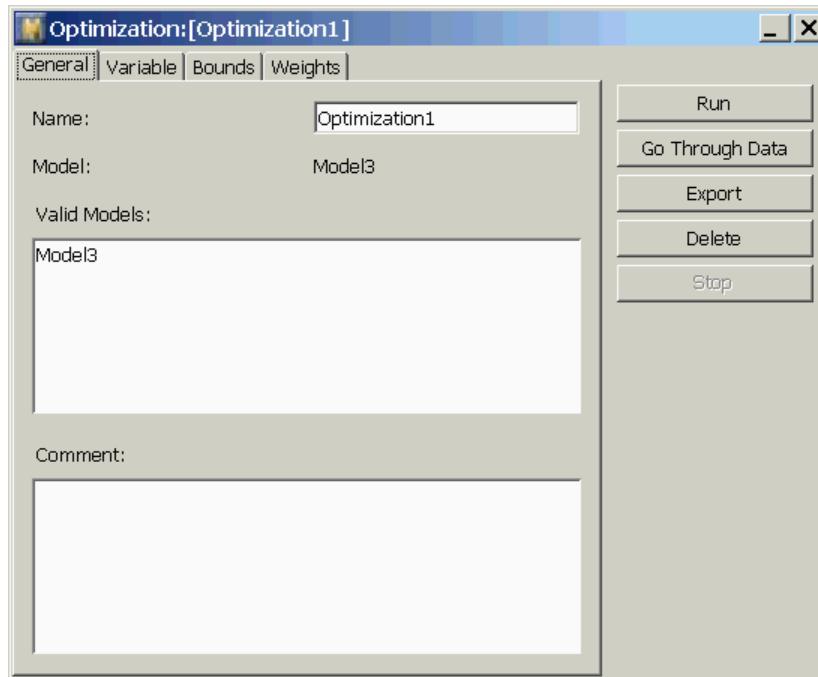 Optimization:[Optimization1]
General Variable Bounds Weights
Name: Optimization1
Model: Model3
Valid Models:
Model3
Comment:
Run
Go Through Data
Export
Delete
Stop